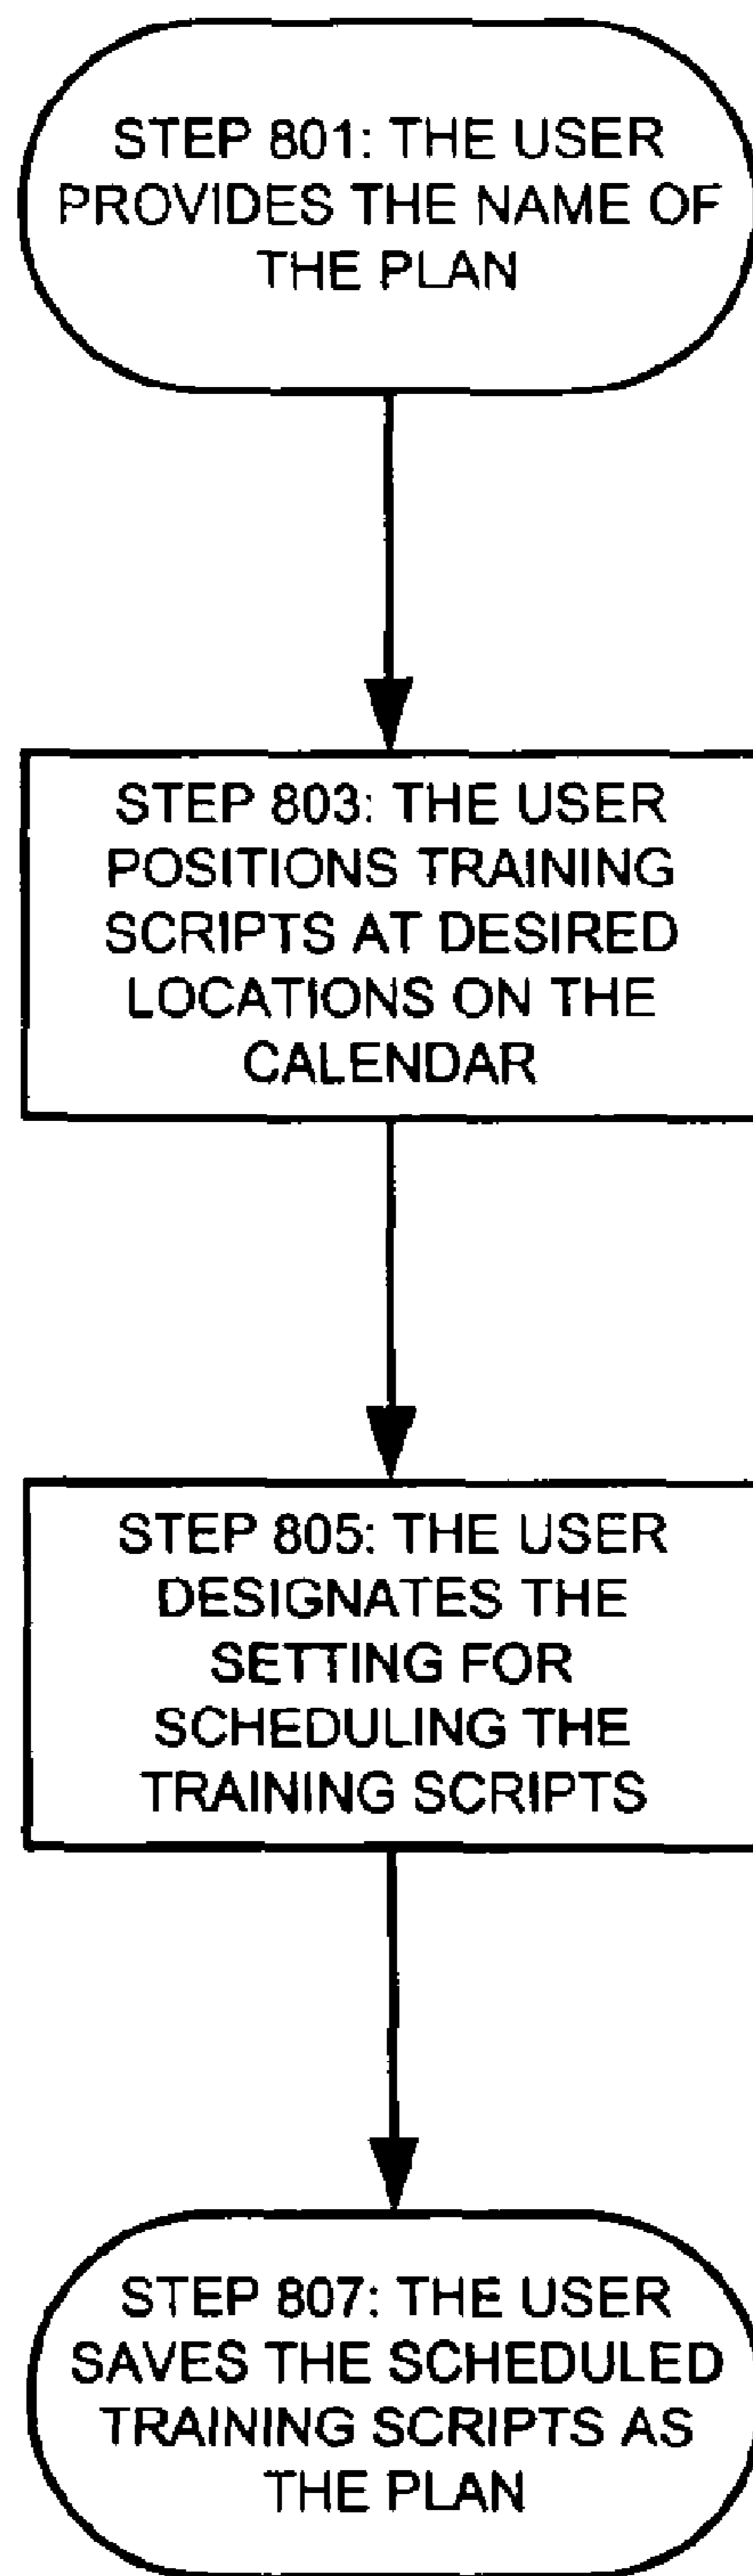 STEP 801: THE USER
PROVIDES THE NAME OF
THE PLAN
STEP 803: THE USER
POSITIONS TRAINING
SCRIPTS AT DESIRED
LOCATIONS ON THE
CALENDAR
STEP 805: THE USER
DESIGNATES THE
SETTING FOR
SCHEDULING THE
TRAINING SCRIPTS
STEP 807: THE USER
SAVES THE SCHEDULED
TRAINING SCRIPTS AS
THE PLAN